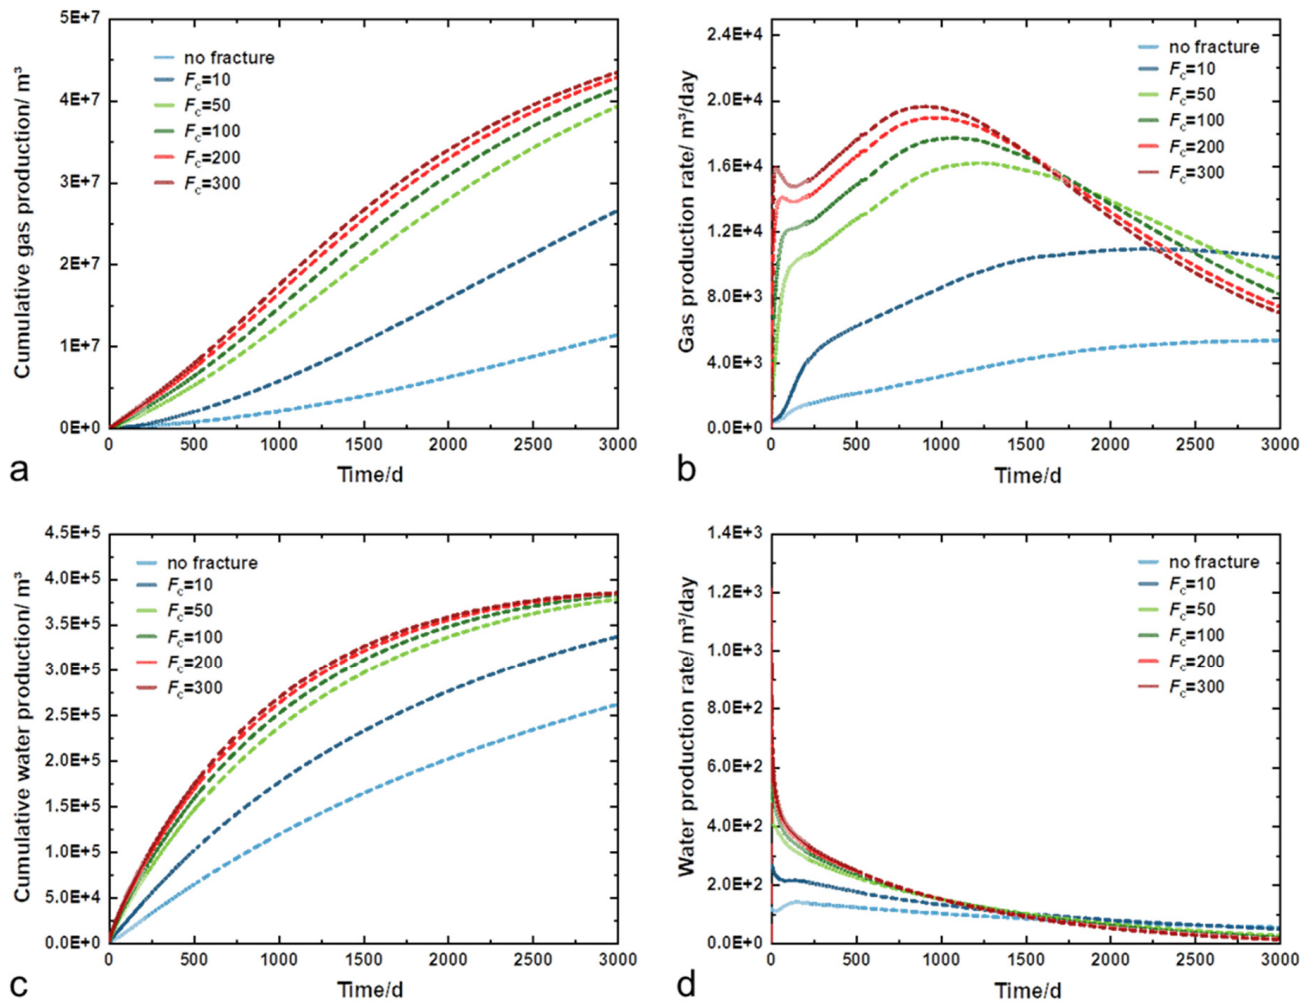 5E+7
4E+7
3E+7
2E+7
1E+7
0E+0
Cumulative gas production/ m³
no fracture
Fc=10
Fc=50
Fc=100
Fc=200
Fc=300
0 500 1000 1500 2000 2500 3000
Time/d
a
2.4E+4
2.0E+4
1.6E+4
1.2E+4
8.0E+3
4.0E+3
0.0E+0
Gas production rate/ m³/day
no fracture
Fc=10
Fc=50
Fc=100
Fc=200
Fc=300
0 500 1000 1500 2000 2500 3000
Time/d
b
4.5E+5
4.0E+5
3.5E+5
3.0E+5
2.5E+5
2.0E+5
1.5E+5
1.0E+5
5.0E+4
0.0E+0
Cumulative water production/ m³
no fracture
Fc=10
Fc=50
Fc=100
Fc=200
Fc=300
0 500 1000 1500 2000 2500 3000
Time/d
c
1.4E+3
1.2E+3
1.0E+3
8.0E+2
6.0E+2
4.0E+2
2.0E+2
0.0E+0
Water production rate/ m³/day
no fracture
Fc=10
Fc=50
Fc=100
Fc=200
Fc=300
0 500 1000 1500 2000 2500 3000
Time/d
d